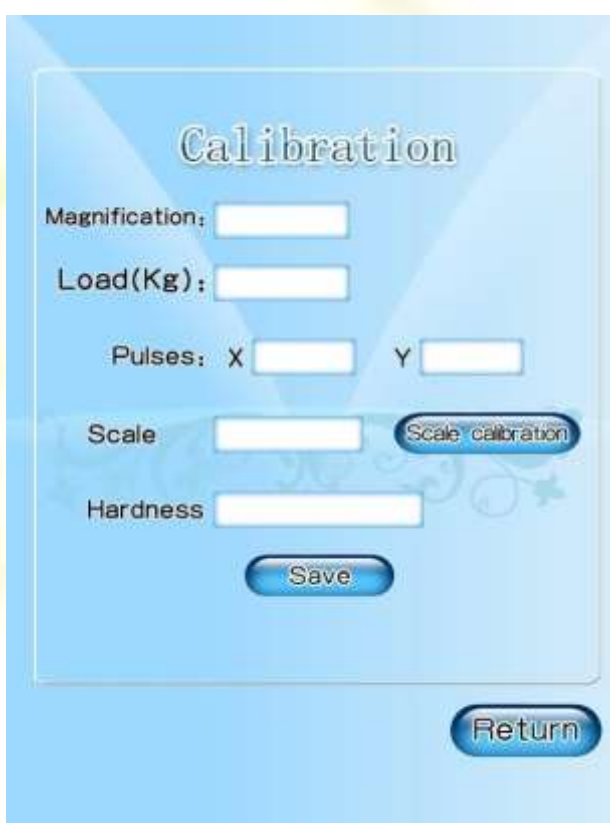 Calibration
Magnification:
Load(Kg):
Pulses: X Y
Scale Scale calibration
Hardness
Save
Return